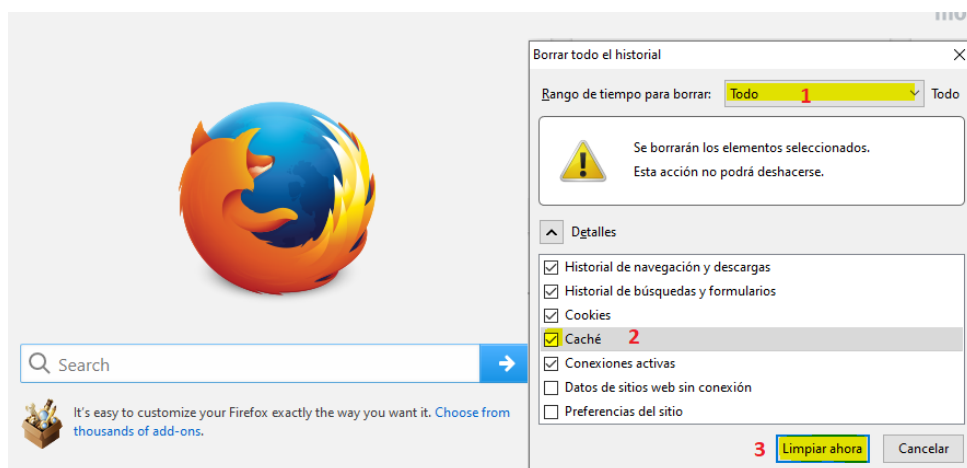 Borrar todo el historial
Rango de tiempo para borrar: Todo 1 Todo
Se borrarán los elementos seleccionados.
Esta acción no podrá deshacerse.
Detalles
Historial de navegación y descargas
Historial de búsquedas y formularios
Cookies
Caché 2
Conexiones activas
Datos de sitios web sin conexión
Preferencias del sitio
3 Limpiar ahora Cancelar
Search
It's easy to customize your Firefox exactly the way you want it. Choose from
thousands of add-ons.